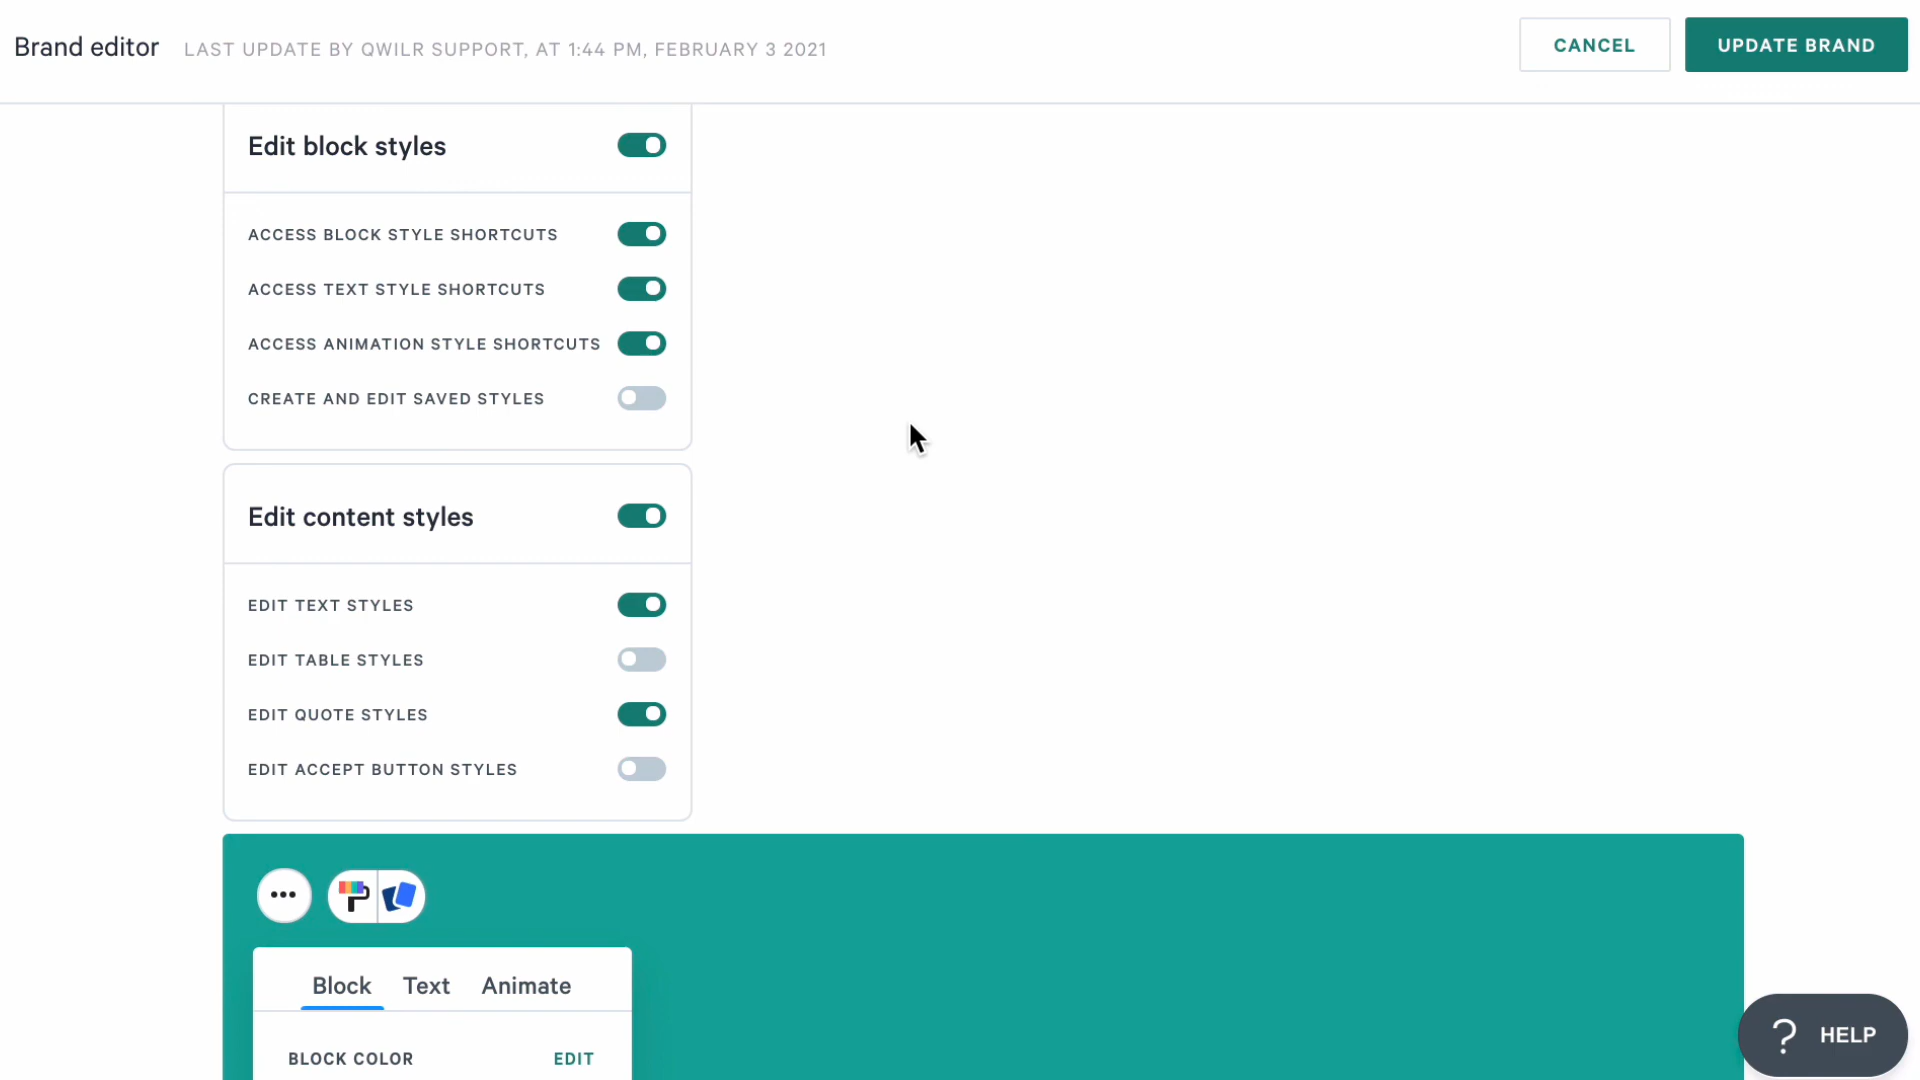 Brand editor LAST UPDATE BY QWILR SUPPORT, AT 1:44 PM, FEBRUARY 3 2021
CANCEL
UPDATE BRAND
Edit block styles
ACCESS BLOCK STYLE SHORTCUTS
ACCESS TEXT STYLE SHORTCUTS
ACCESS ANIMATION STYLE SHORTCUTS
CREATE AND EDIT SAVED STYLES
Edit content styles
EDIT TEXT STYLES
EDIT TABLE STYLES
EDIT QUOTE STYLES
EDIT ACCEPT BUTTON STYLES
Block Text Animate
BLOCK COLOR EDIT
? HELP